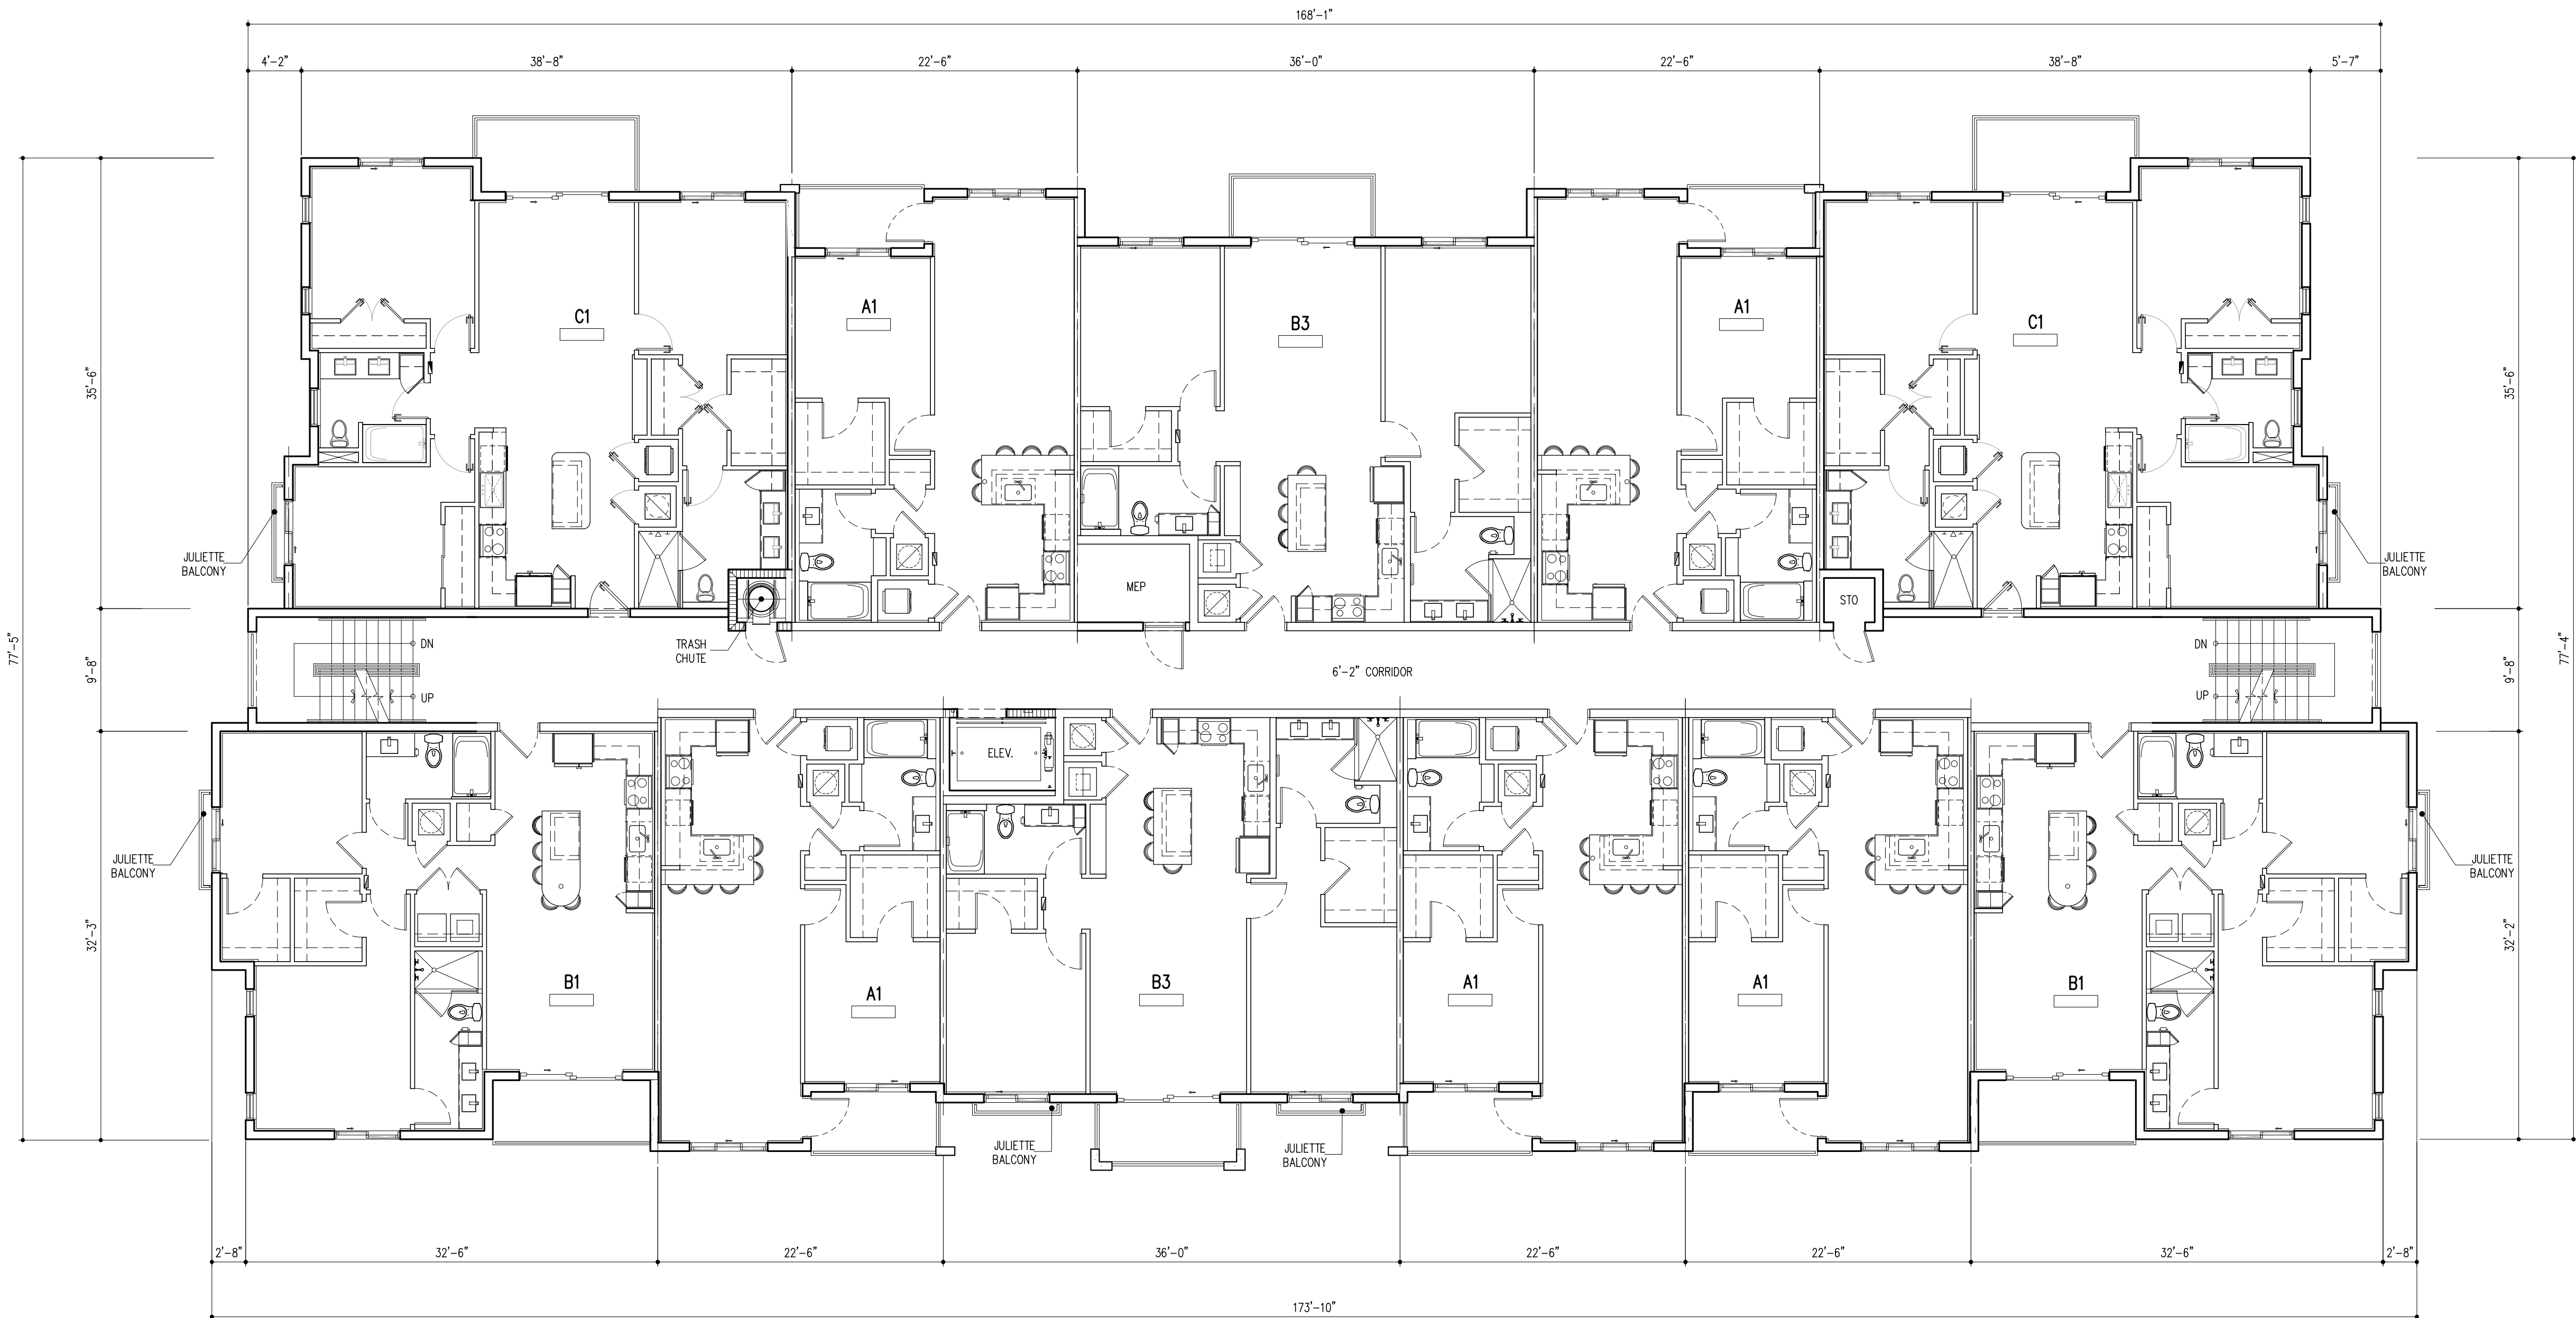 168'-1"
4'-2"
38'-8"
22'-6"
36'-0"
22'-6"
38'-8"
5'-7"
C1
A1
B3
A1
C1
35'-6"
35'-6"
JULIETTE
BALCONY
JULIETTE
BALCONY
MEP
STO
TRASH
CHUTE
DN
UP
6'-2" CORRIDOR
DN
UP
77'-5"
9'-8"
9'-8"
77'-4"
ELEV.
JULIETTE
BALCONY
JULIETTE
BALCONY
32'-3"
32'-2"
B1
A1
B3
A1
A1
B1
JULIETTE
BALCONY
JULIETTE
BALCONY
2'-8"
32'-6"
22'-6"
36'-0"
22'-6"
22'-6"
32'-6"
2'-8"
173'-10"